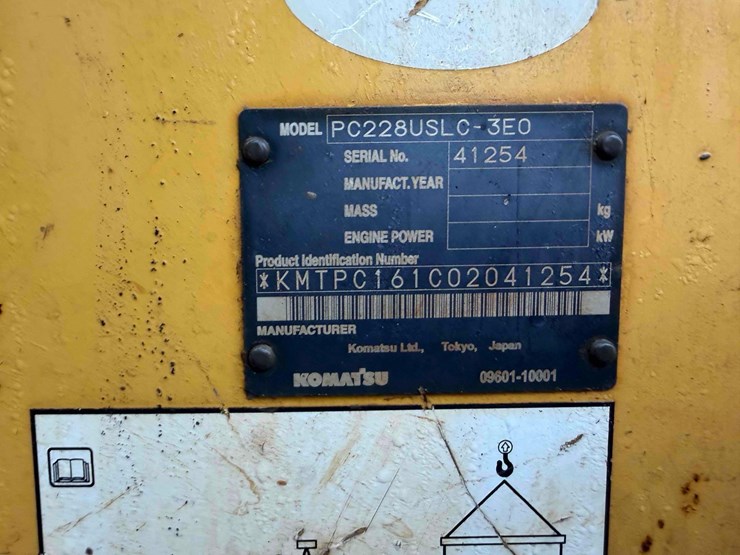 MODEL PC228USLC-3E0
SERIAL No. 41254
MANUFACT.YEAR
MASS kg
ENGINE POWER kW
Product Identification Number
*KMTPC161C02041254*
MANUFACTURER
Komatsu Ltd., Tokyo, Japan
KOMATSU 09601-10001